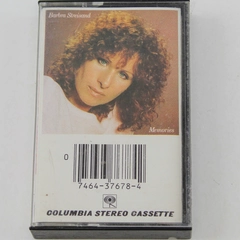 Barbra Streisand
Memories
0
7464-37678-4
COLUMBIA STEREO CASSETTE